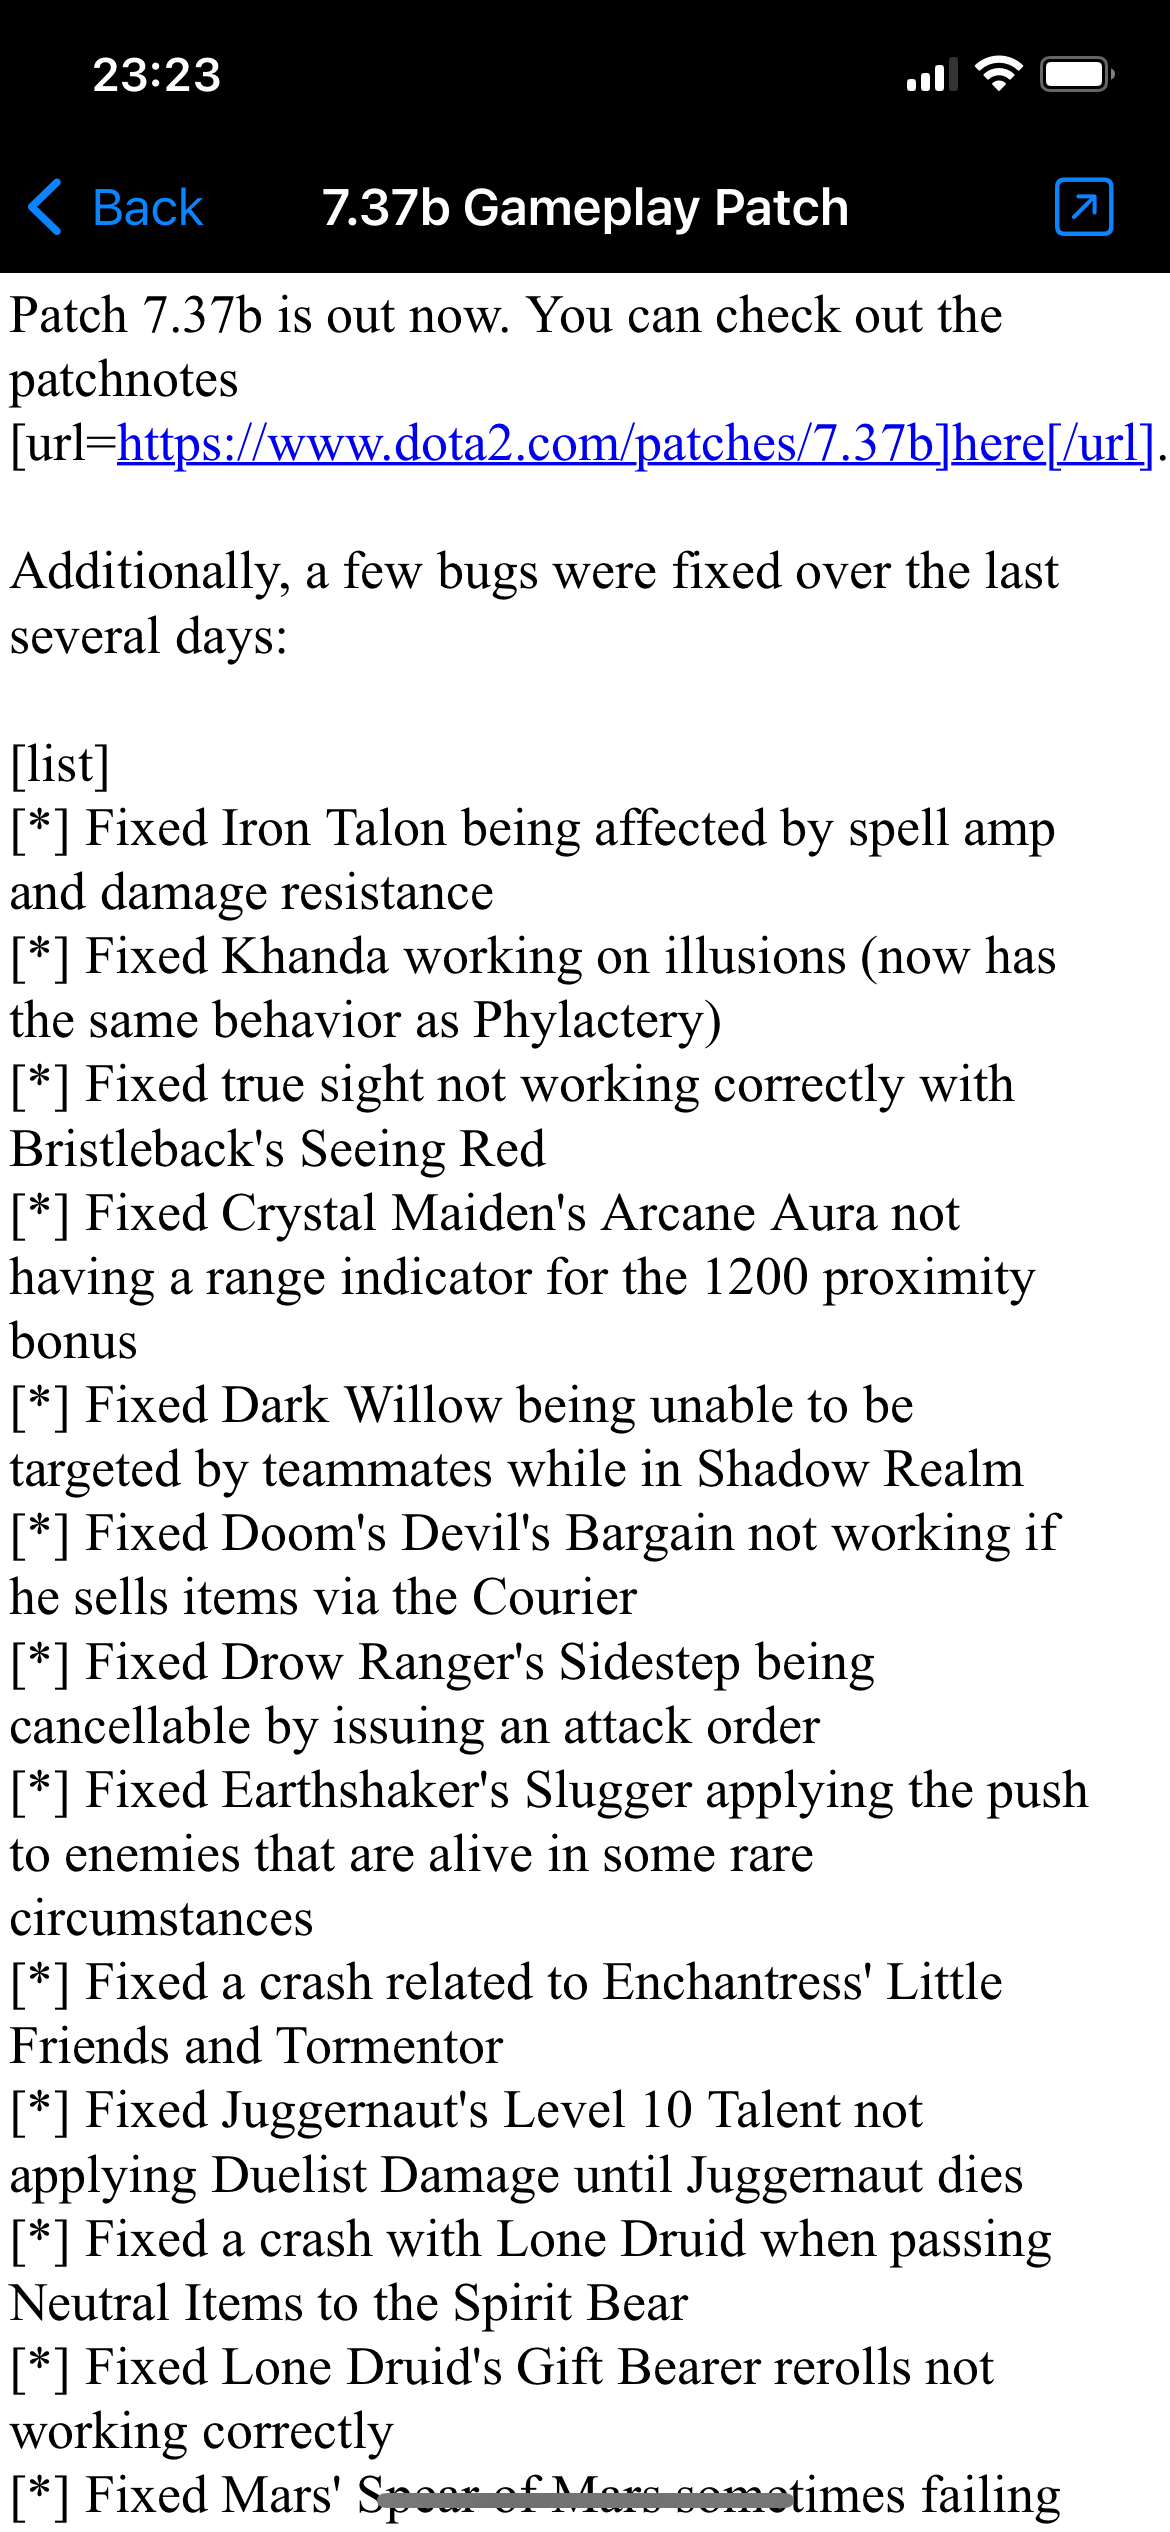 23:23
Back
7.37b Gameplay Patch
Patch 7.37b is out now. You can check out the
patchnotes
[url=https://www.dota2.com/patches/7.37b]here[/url].
Additionally, a few bugs were fixed over the last
several days:
[list]
[*] Fixed Iron Talon being affected by spell amp
and damage resistance
[*] Fixed Khanda working on illusions (now has
the same behavior as Phylactery)
[*] Fixed true sight not working correctly with
Bristleback's Seeing Red
[*] Fixed Crystal Maiden's Arcane Aura not
having a range indicator for the 1200 proximity
bonus
[*] Fixed Dark Willow being unable to be
targeted by teammates while in Shadow Realm
[*] Fixed Doom's Devil's Bargain not working if
he sells items via the Courier
[*] Fixed Drow Ranger's Sidestep being
cancellable by issuing an attack order
[*] Fixed Earthshaker's Slugger applying the push
to enemies that are alive in some rare
circumstances
[*] Fixed a crash related to Enchantress' Little
Friends and Tormentor
[*] Fixed Juggernaut's Level 10 Talent not
applying Duelist Damage until Juggernaut dies
[*] Fixed a crash with Lone Druid when passing
Neutral Items to the Spirit Bear
[*] Fixed Lone Druid's Gift Bearer rerolls not
working correctly
[*] Fixed Mars' Spear of Mars sometimes failing